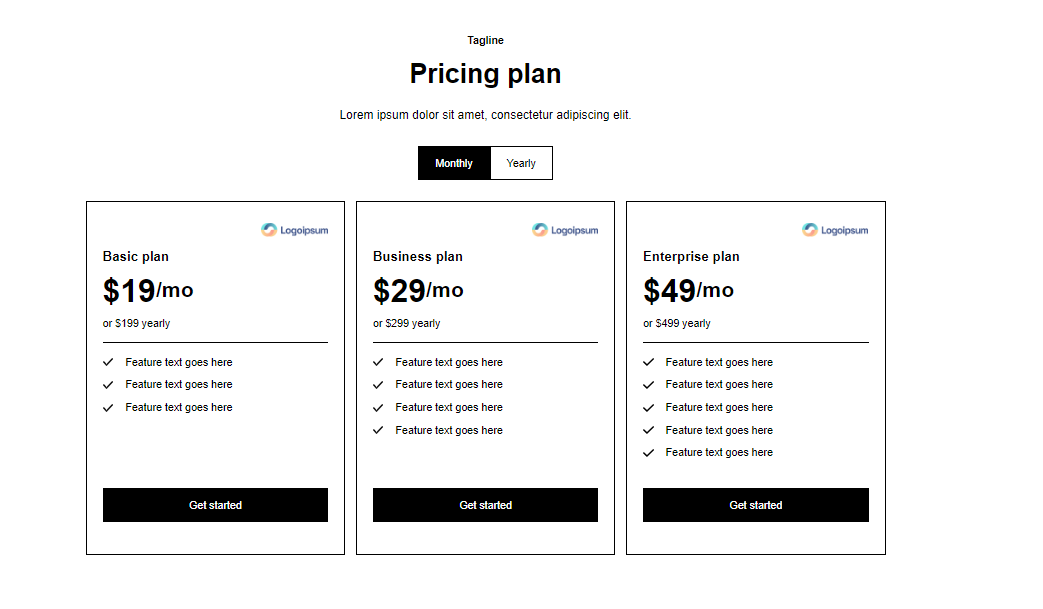 Tagline
Pricing plan
Lorem ipsum dolor sit amet, consectetur adipiscing elit.
Monthly
Yearly
Logoipsum
Basic plan
$19/mo
or $199 yearly
Feature text goes here
Feature text goes here
Feature text goes here
Get started
Logoipsum
Business plan
$29/mo
or $299 yearly
Feature text goes here
Feature text goes here
Feature text goes here
Feature text goes here
Get started
Logoipsum
Enterprise plan
$49/mo
or $499 yearly
Feature text goes here
Feature text goes here
Feature text goes here
Feature text goes here
Feature text goes here
Get started